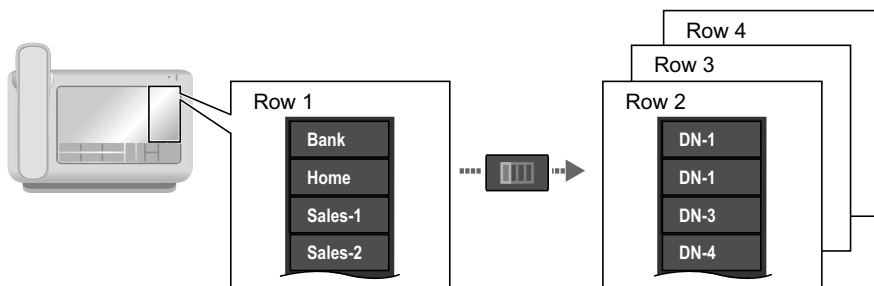 Row 4
Row 3
Row 1
Row 2
Bank
Home
Sales-1
Sales-2
DN-1
DN-1
DN-3
DN-4